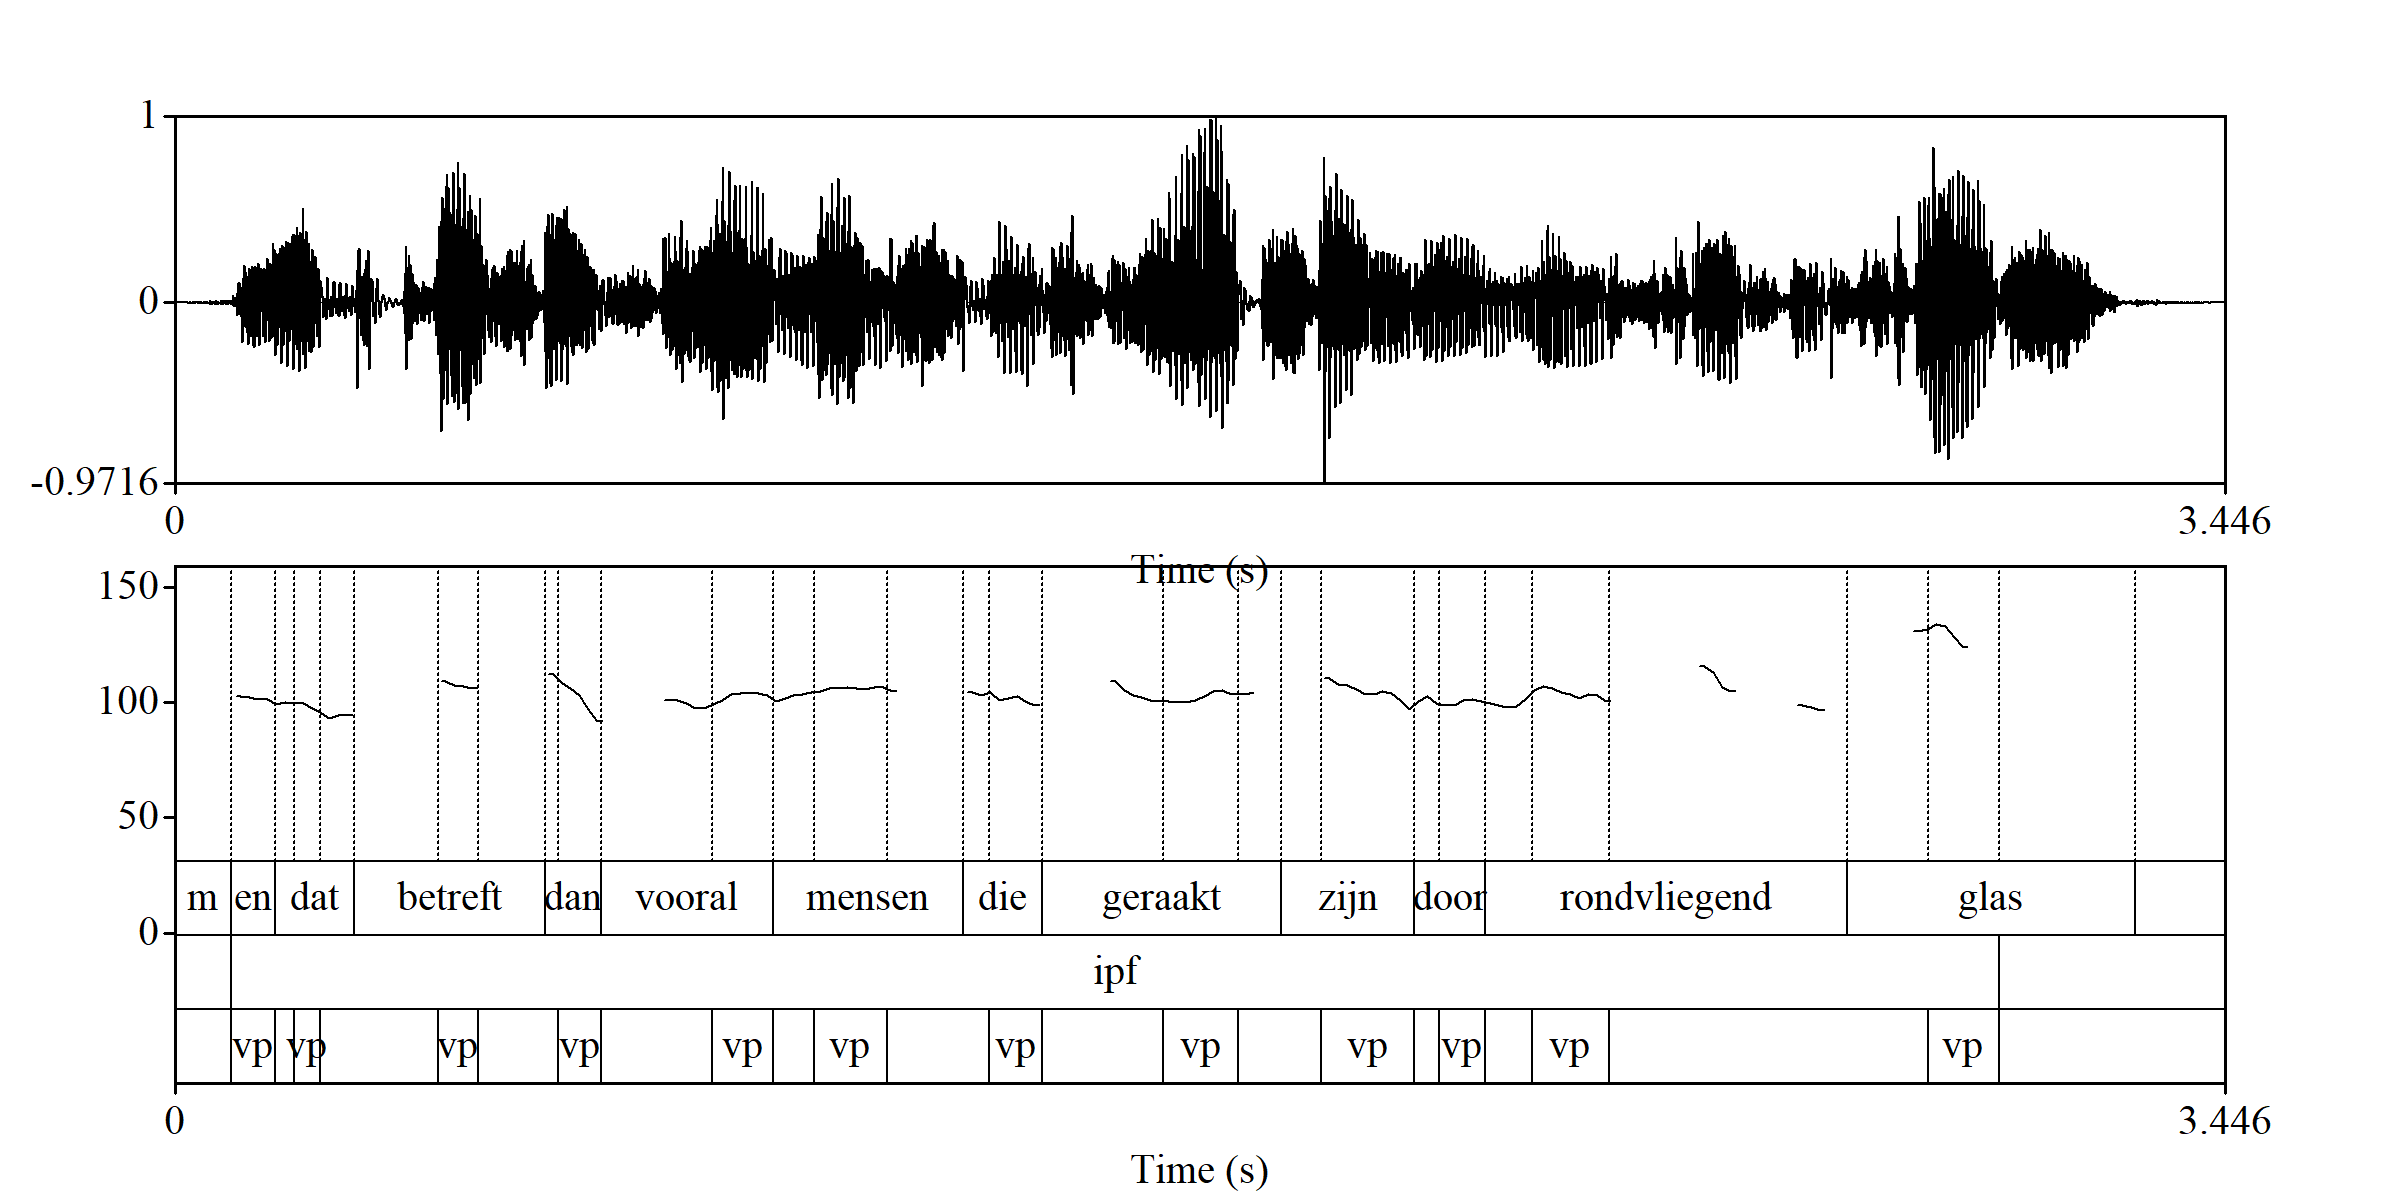 1
0
-0.9716
0 3.446
Time (s)
150
100
50
0
m en dat betreft dan vooral mensen die geraakt zijn door rondvliegend glas
ipf
vp vp vp vp vp vp vp vp vp vp vp vp
0 3.446
Time (s)